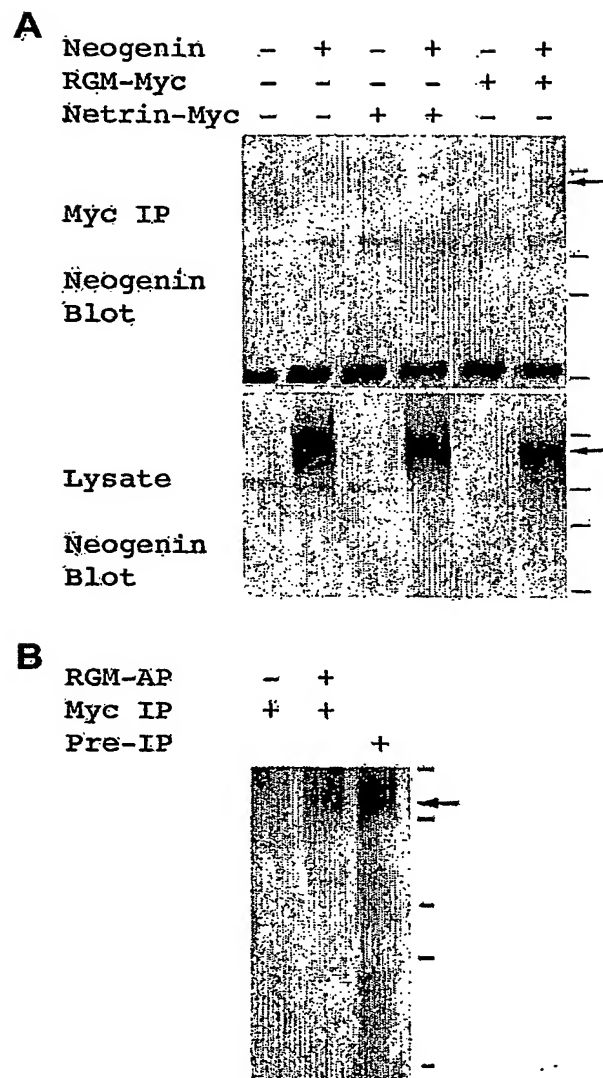 A
Neogenin - + - + - +
RGM-Myc - - - - + +
Netrin-Myc - - + + - -
Myc IP
Neogenin
Blot
Lysate
Neogenin
Blot
B
RGM-AP - +
Myc IP + +
Pre-IP +